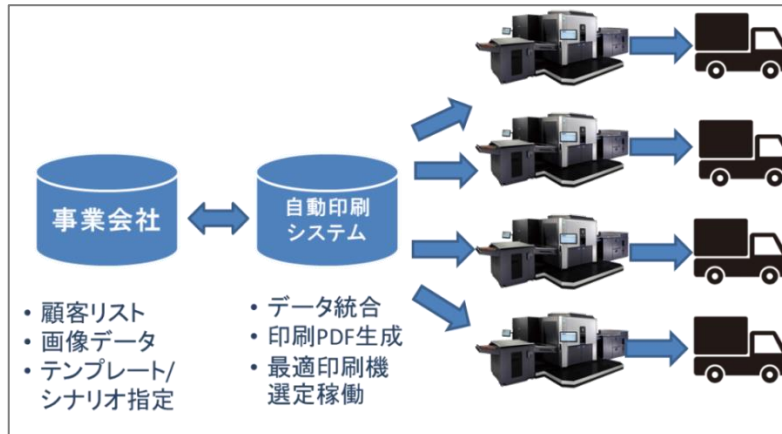 事業会社
自動印刷
システム
• 顧客リスト
• 画像データ
• テンプレート/
シナリオ指定
• データ統合
• 印刷PDF生成
• 最適印刷機
選定稼働